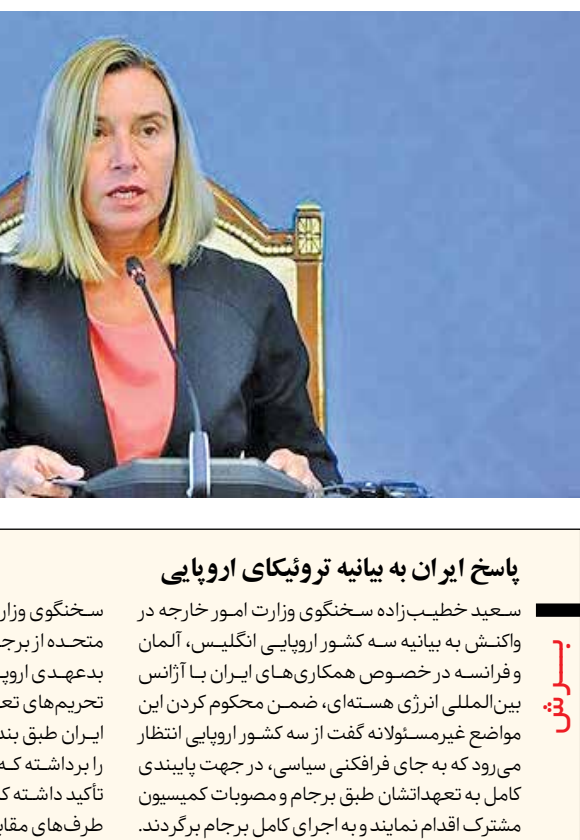 پاسخ ایران به بیانیه تروئیکای اروپایی
برش
سعید خطیب‌زاده سخنگوی وزارت امور خارجه در
واکنش به بیانیه سه کشور اروپایی انگلیس، آلمان
و فرانسه در خصوص همکاری‌های ایران با آژانس
بین‌المللی انرژی هسته‌ای، ضمن محکوم کردن این
مواضع غیرمسئولانه گفت از سه کشور اروپایی انتظار
می‌رود که به جای فرافکنی سیاسی، در جهت پایبندی
کامل به تعهداتشان طبق برجام و مصوبات کمیسیون
مشترک اقدام نمایند و به اجرای کامل برجام برگردند.
سخنگوی وزار
متحده از برج
بدعهدی اروپ
تحریم‌های تع
ایران طبق بند
را برداشته که
تأکید داشته ک
طرف‌های مقاب